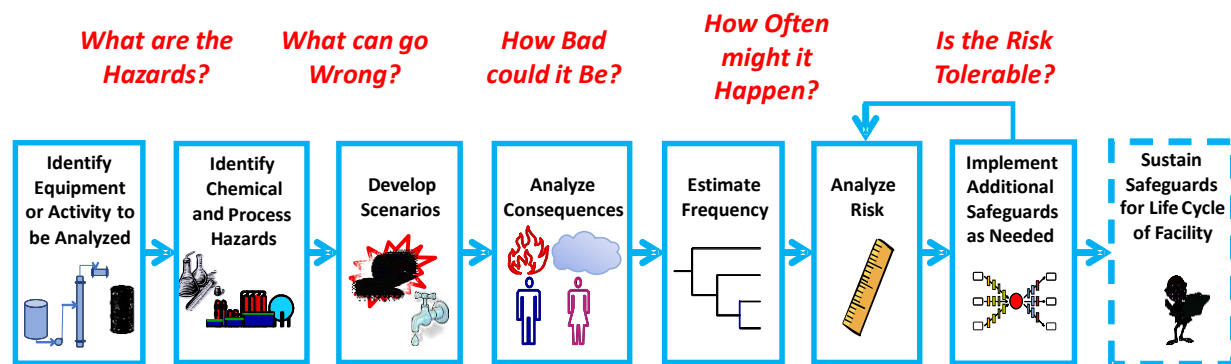 What are the
Hazards?
What can go
Wrong?
How Bad
could it Be?
How Often
might it
Happen?
Is the Risk
Tolerable?
Identify
Equipment
or Activity to
be Analyzed
Identify
Chemical
and Process
Hazards
Develop
Scenarios
Analyze
Consequences
Estimate
Frequency
Analyze
Risk
Implement
Additional
Safeguards
as Needed
Sustain
Safeguards
for Life Cycle
of Facility